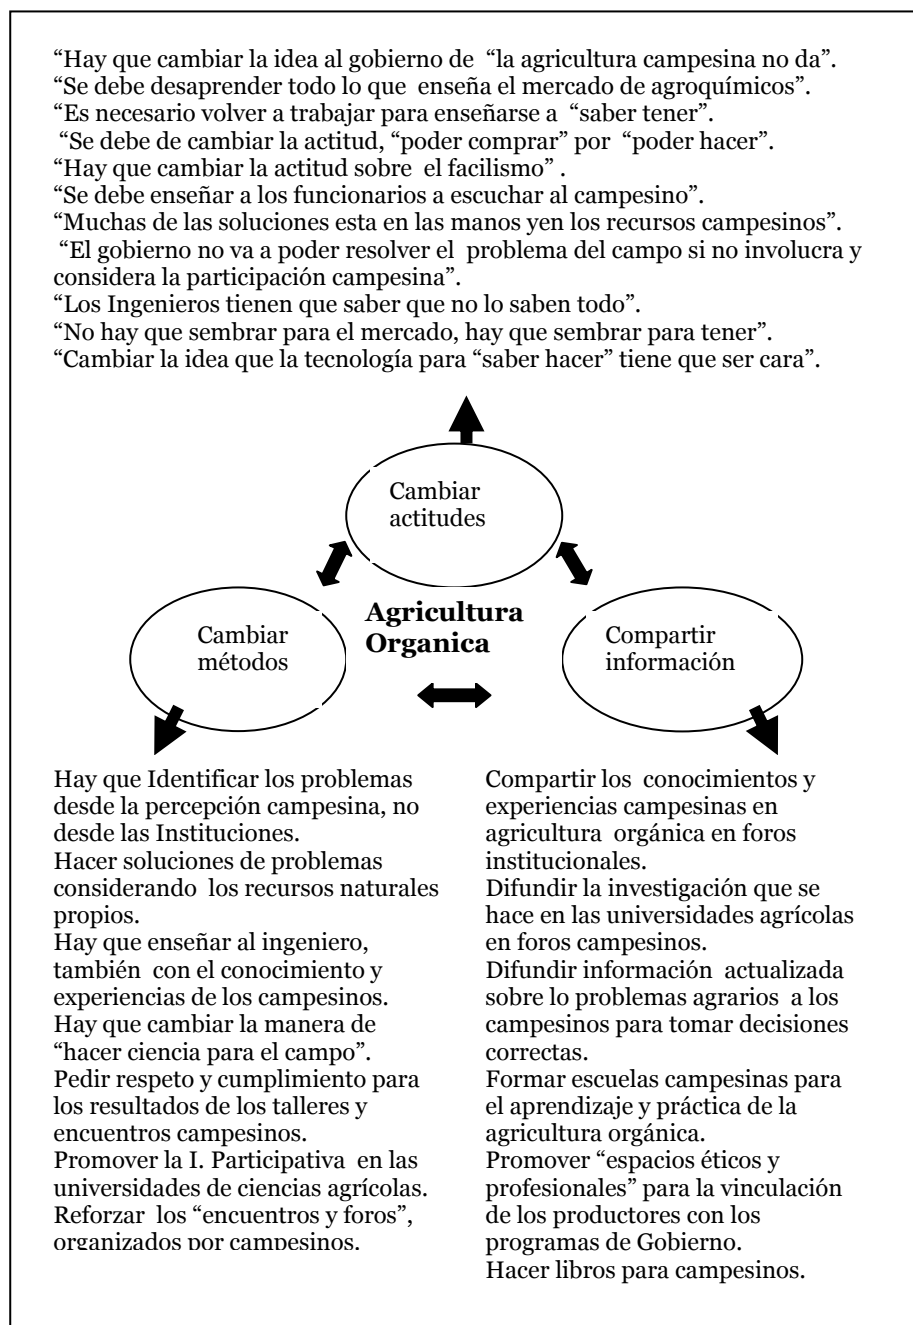 “Hay que cambiar la idea al gobierno de “la agricultura campesina no da”.
“Se debe desaprender todo lo que enseña el mercado de agroquímicos”.
“Es necesario volver a trabajar para enseñarse a “saber tener”.
“Se debe de cambiar la actitud, “poder comprar” por “poder hacer”.
“Hay que cambiar la actitud sobre el facilismo” .
“Se debe enseñar a los funcionarios a escuchar al campesino”.
“Muchas de las soluciones esta en las manos yen los recursos campesinos”.
“El gobierno no va a poder resolver el problema del campo si no involucra y
considera la participación campesina”.
“Los Ingenieros tienen que saber que no lo saben todo”.
“No hay que sembrar para el mercado, hay que sembrar para tener”.
“Cambiar la idea que la tecnología para “saber hacer” tiene que ser cara”.
Cambiar
actitudes
Cambiar
métodos
Agricultura
Organica
Compartir
información
Hay que Identificar los problemas
desde la percepción campesina, no
desde las Instituciones.
Hacer soluciones de problemas
considerando los recursos naturales
propios.
Hay que enseñar al ingeniero,
también con el conocimiento y
experiencias de los campesinos.
Hay que cambiar la manera de
“hacer ciencia para el campo”.
Pedir respeto y cumplimiento para
los resultados de los talleres y
encuentros campesinos.
Promover la I. Participativa en las
universidades de ciencias agrícolas.
Reforzar los “encuentros y foros”,
organizados por campesinos.
Compartir los conocimientos y
experiencias campesinas en
agricultura orgánica en foros
institucionales.
Difundir la investigación que se
hace en las universidades agrícolas
en foros campesinos.
Difundir información actualizada
sobre lo problemas agrarios a los
campesinos para tomar decisiones
correctas.
Formar escuelas campesinas para
el aprendizaje y práctica de la
agricultura orgánica.
Promover “espacios éticos y
profesionales” para la vinculación
de los productores con los
programas de Gobierno.
Hacer libros para campesinos.